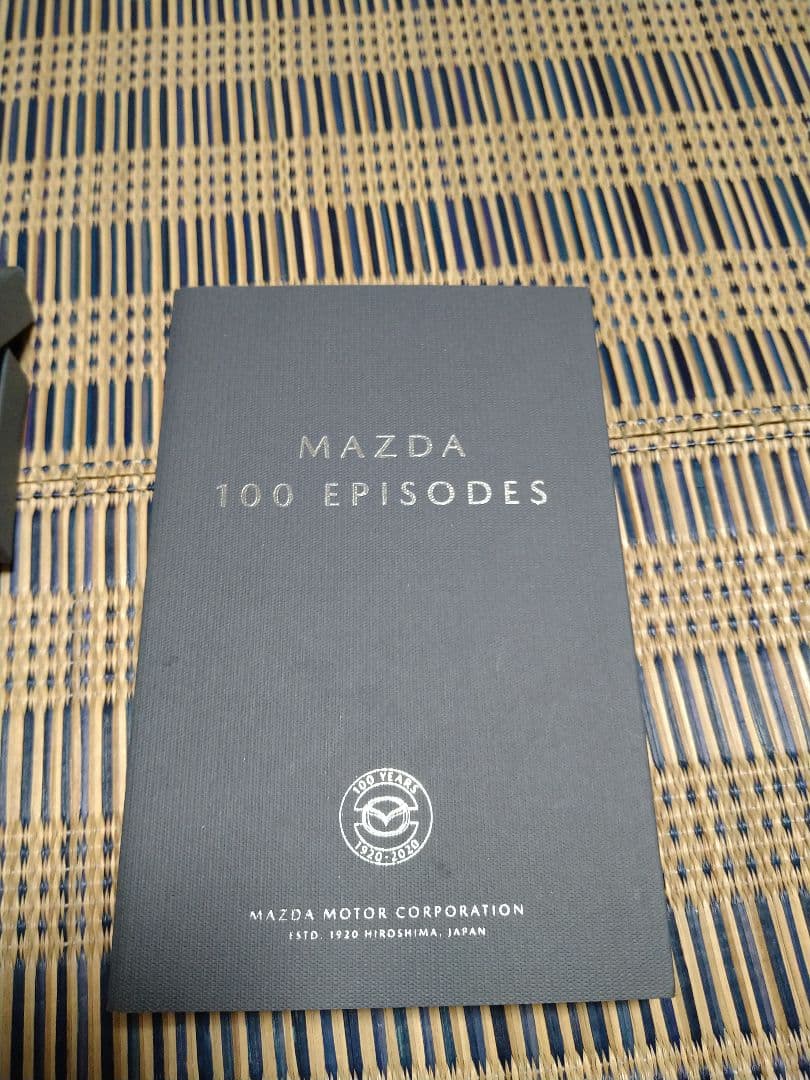 MAZDA
100 EPISODES
100 YEARS
1920-2020
MAZDA MOTOR CORPORATION
ESTD. 1920 HIROSHIMA, JAPAN